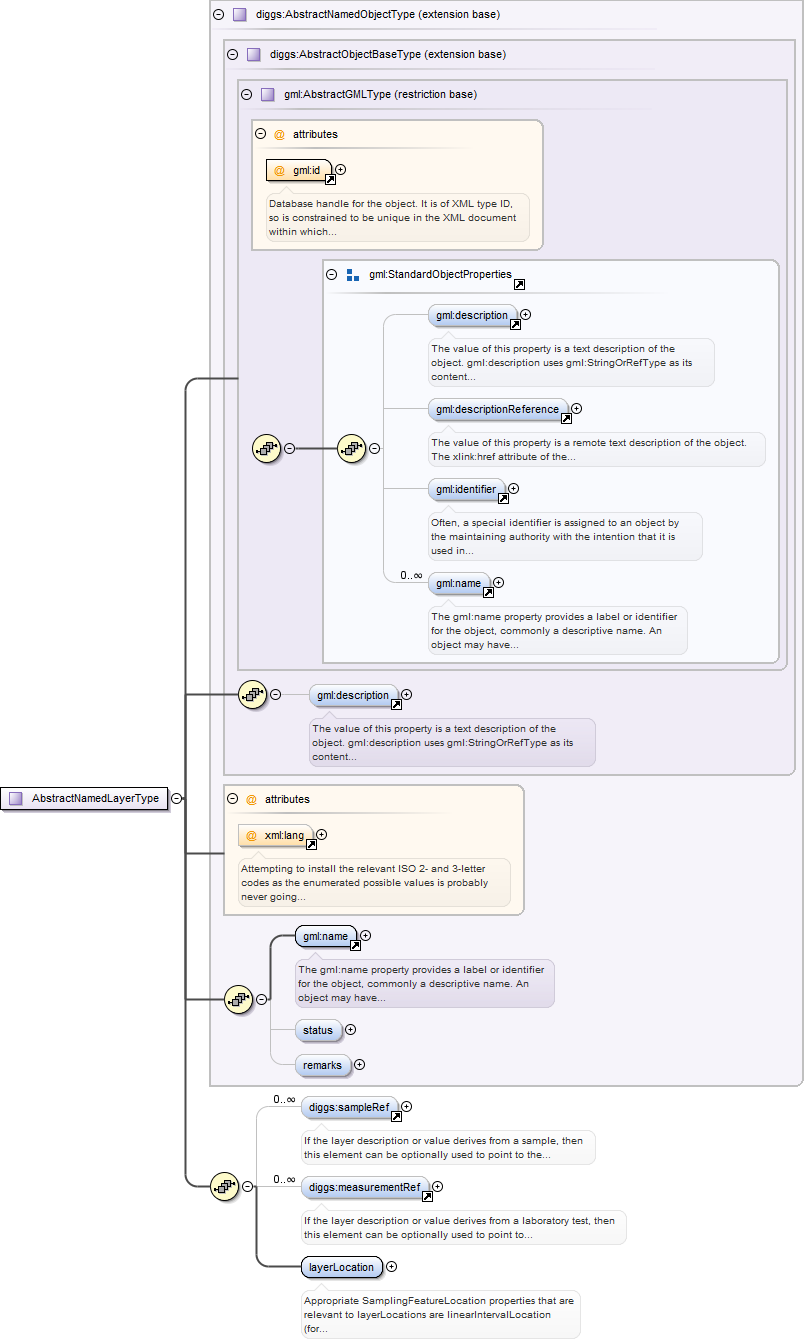 diggs:AbstractNamedObjectType (extension base)
diggs:AbstractObjectBaseType (extension base)
gml:AbstractGMLType (restriction base)
@ attributes
@ gml:id
Database handle for the object. It is of XML type ID,
so is constrained to be unique in the XML document
within which...
gml:StandardObjectProperties
gml:description
The value of this property is a text description of the
object. gml:description uses gml:StringOrRefType as its
content...
gml:descriptionReference
The value of this property is a remote text description of the object.
The xlink:href attribute of the...
gml:identifier
Often, a special identifier is assigned to an object by
the maintaining authority with the intention that it is
used in...
0..∞
gml:name
The gml:name property provides a label or identifier
for the object, commonly a descriptive name. An
object may have...
gml:description
The value of this property is a text description of the
object. gml:description uses gml:StringOrRefType as its
content...
AbstractNamedLayerType
@ attributes
@ xml:lang
Attempting to install the relevant ISO 2- and 3-letter
codes as the enumerated possible values is probably
never going...
gml:name
The gml:name property provides a label or identifier
for the object, commonly a descriptive name. An
object may have...
status
remarks
0..∞
diggs:sampleRef
If the layer description or value derives from a sample, then
this element can be optionally used to point to the...
0..∞
diggs:measurementRef
If the layer description or value derives from a laboratory test, then
this element can be optionally used to point to...
layerLocation
Appropriate SamplingFeatureLocation properties that are
relevant to layerLocations are linearIntervalLocation
(for...